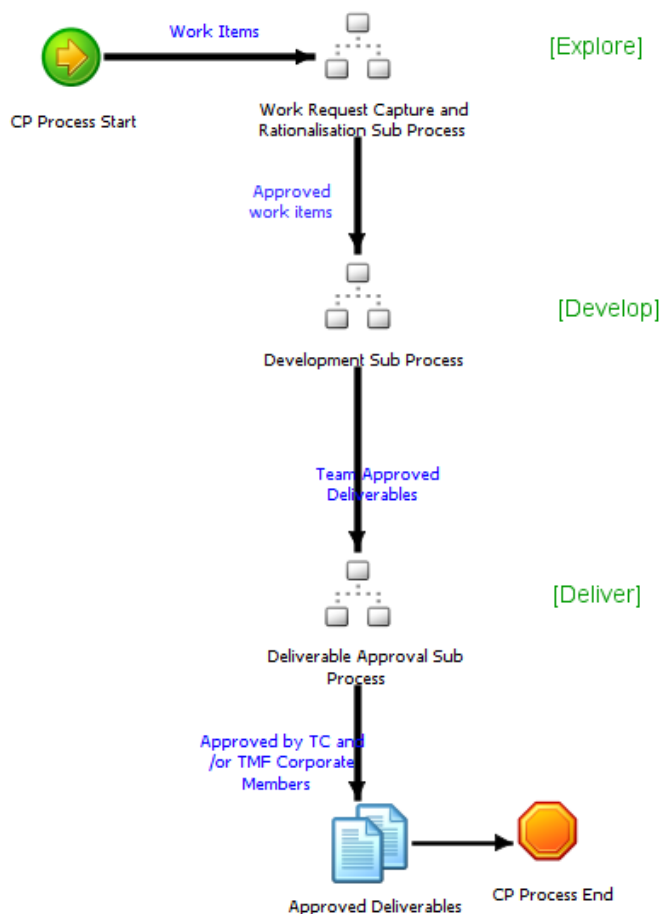 Work Items
[Explore]
CP Process Start
Work Request Capture and
Rationalisation Sub Process
Approved
work items
[Develop]
Development Sub Process
Team Approved
Deliverables
[Deliver]
Deliverable Approval Sub
Process
Approved by TC and
/or TMF Corporate
Members
Approved Deliverables
CP Process End